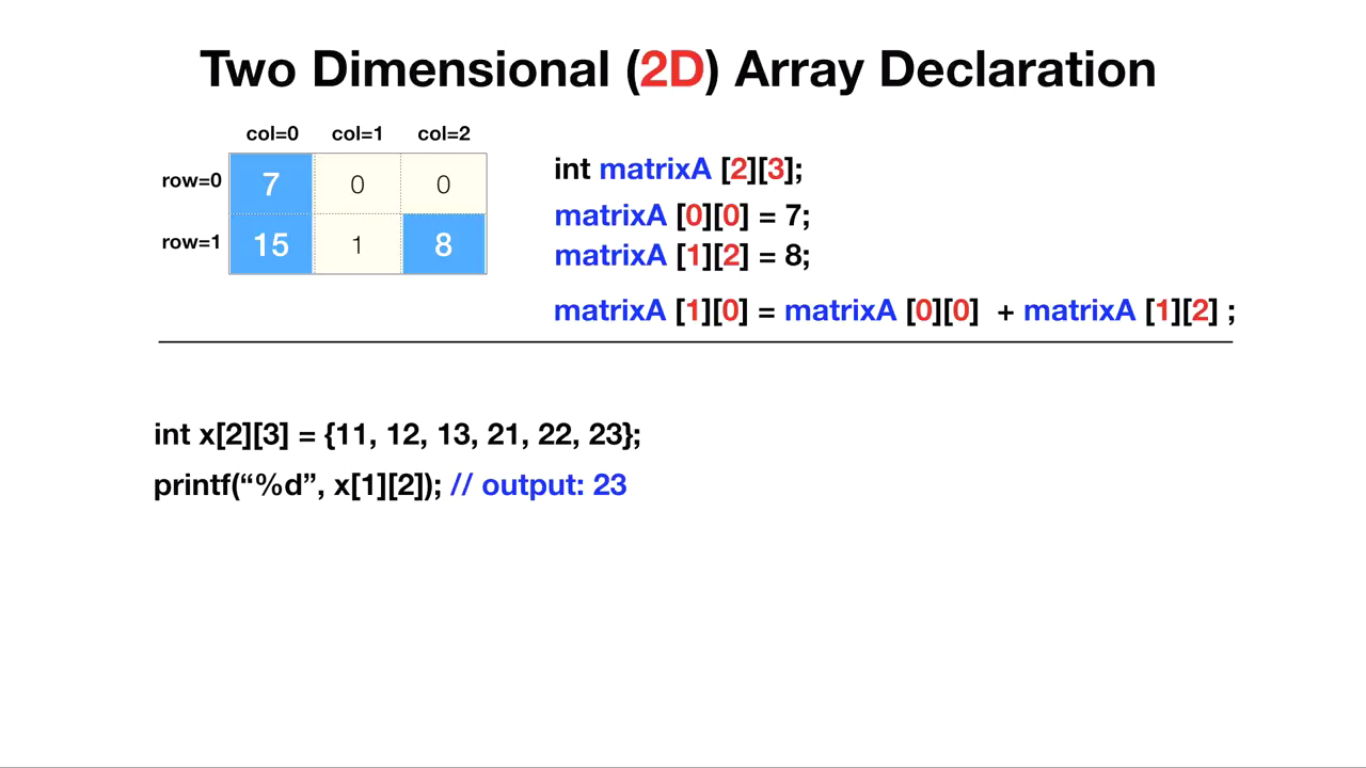 Two Dimensional (2D) Array Declaration
col=0 col=1 col=2
row=0 7 0 0
row=1 15 1 8
int matrixA [2][3];
matrixA [0][0] = 7;
matrixA [1][2] = 8;
matrixA [1][0] = matrixA [0][0] + matrixA [1][2] ;
int x[2][3] = {11, 12, 13, 21, 22, 23};
printf(“%d”, x[1][2]); // output: 23